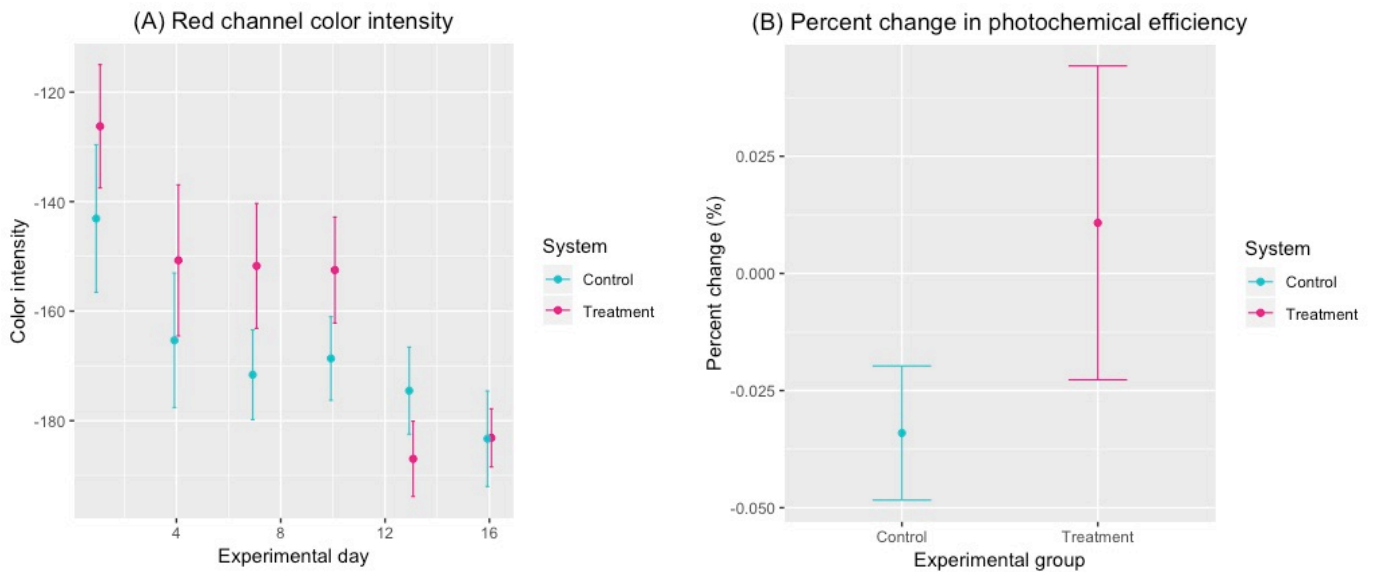 (A) Red channel color intensity
Color intensity
-120
-140
-160
-180
4
8
12
16
Experimental day
System
Control
Treatment
(B) Percent change in photochemical efficiency
Percent change (%)
0.025
0.000
-0.025
-0.050
Control
Treatment
Experimental group
System
Control
Treatment